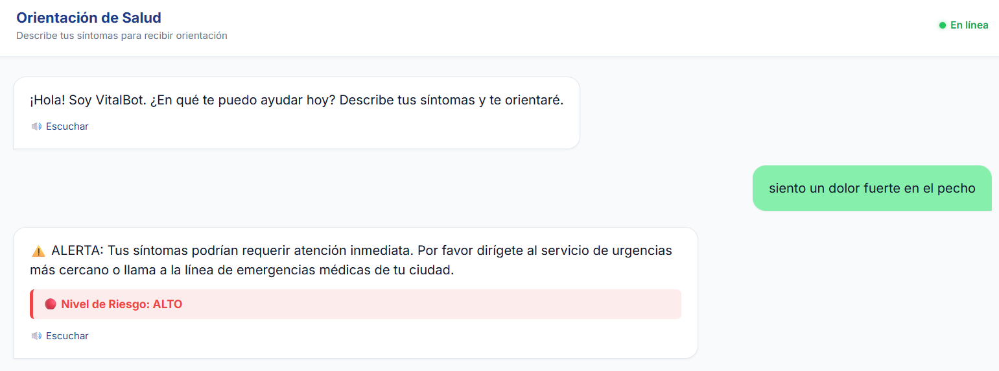 Orientación de Salud
Describe tus síntomas para recibir orientación
En línea
¡Hola! Soy VitalBot. ¿En qué te puedo ayudar hoy? Describe tus síntomas y te orientaré.
Escuchar
siento un dolor fuerte en el pecho
ALERTA: Tus síntomas podrían requerir atención inmediata. Por favor dirígete al servicio de urgencias
más cercano o llama a la línea de emergencias médicas de tu ciudad.
Nivel de Riesgo: ALTO
Escuchar